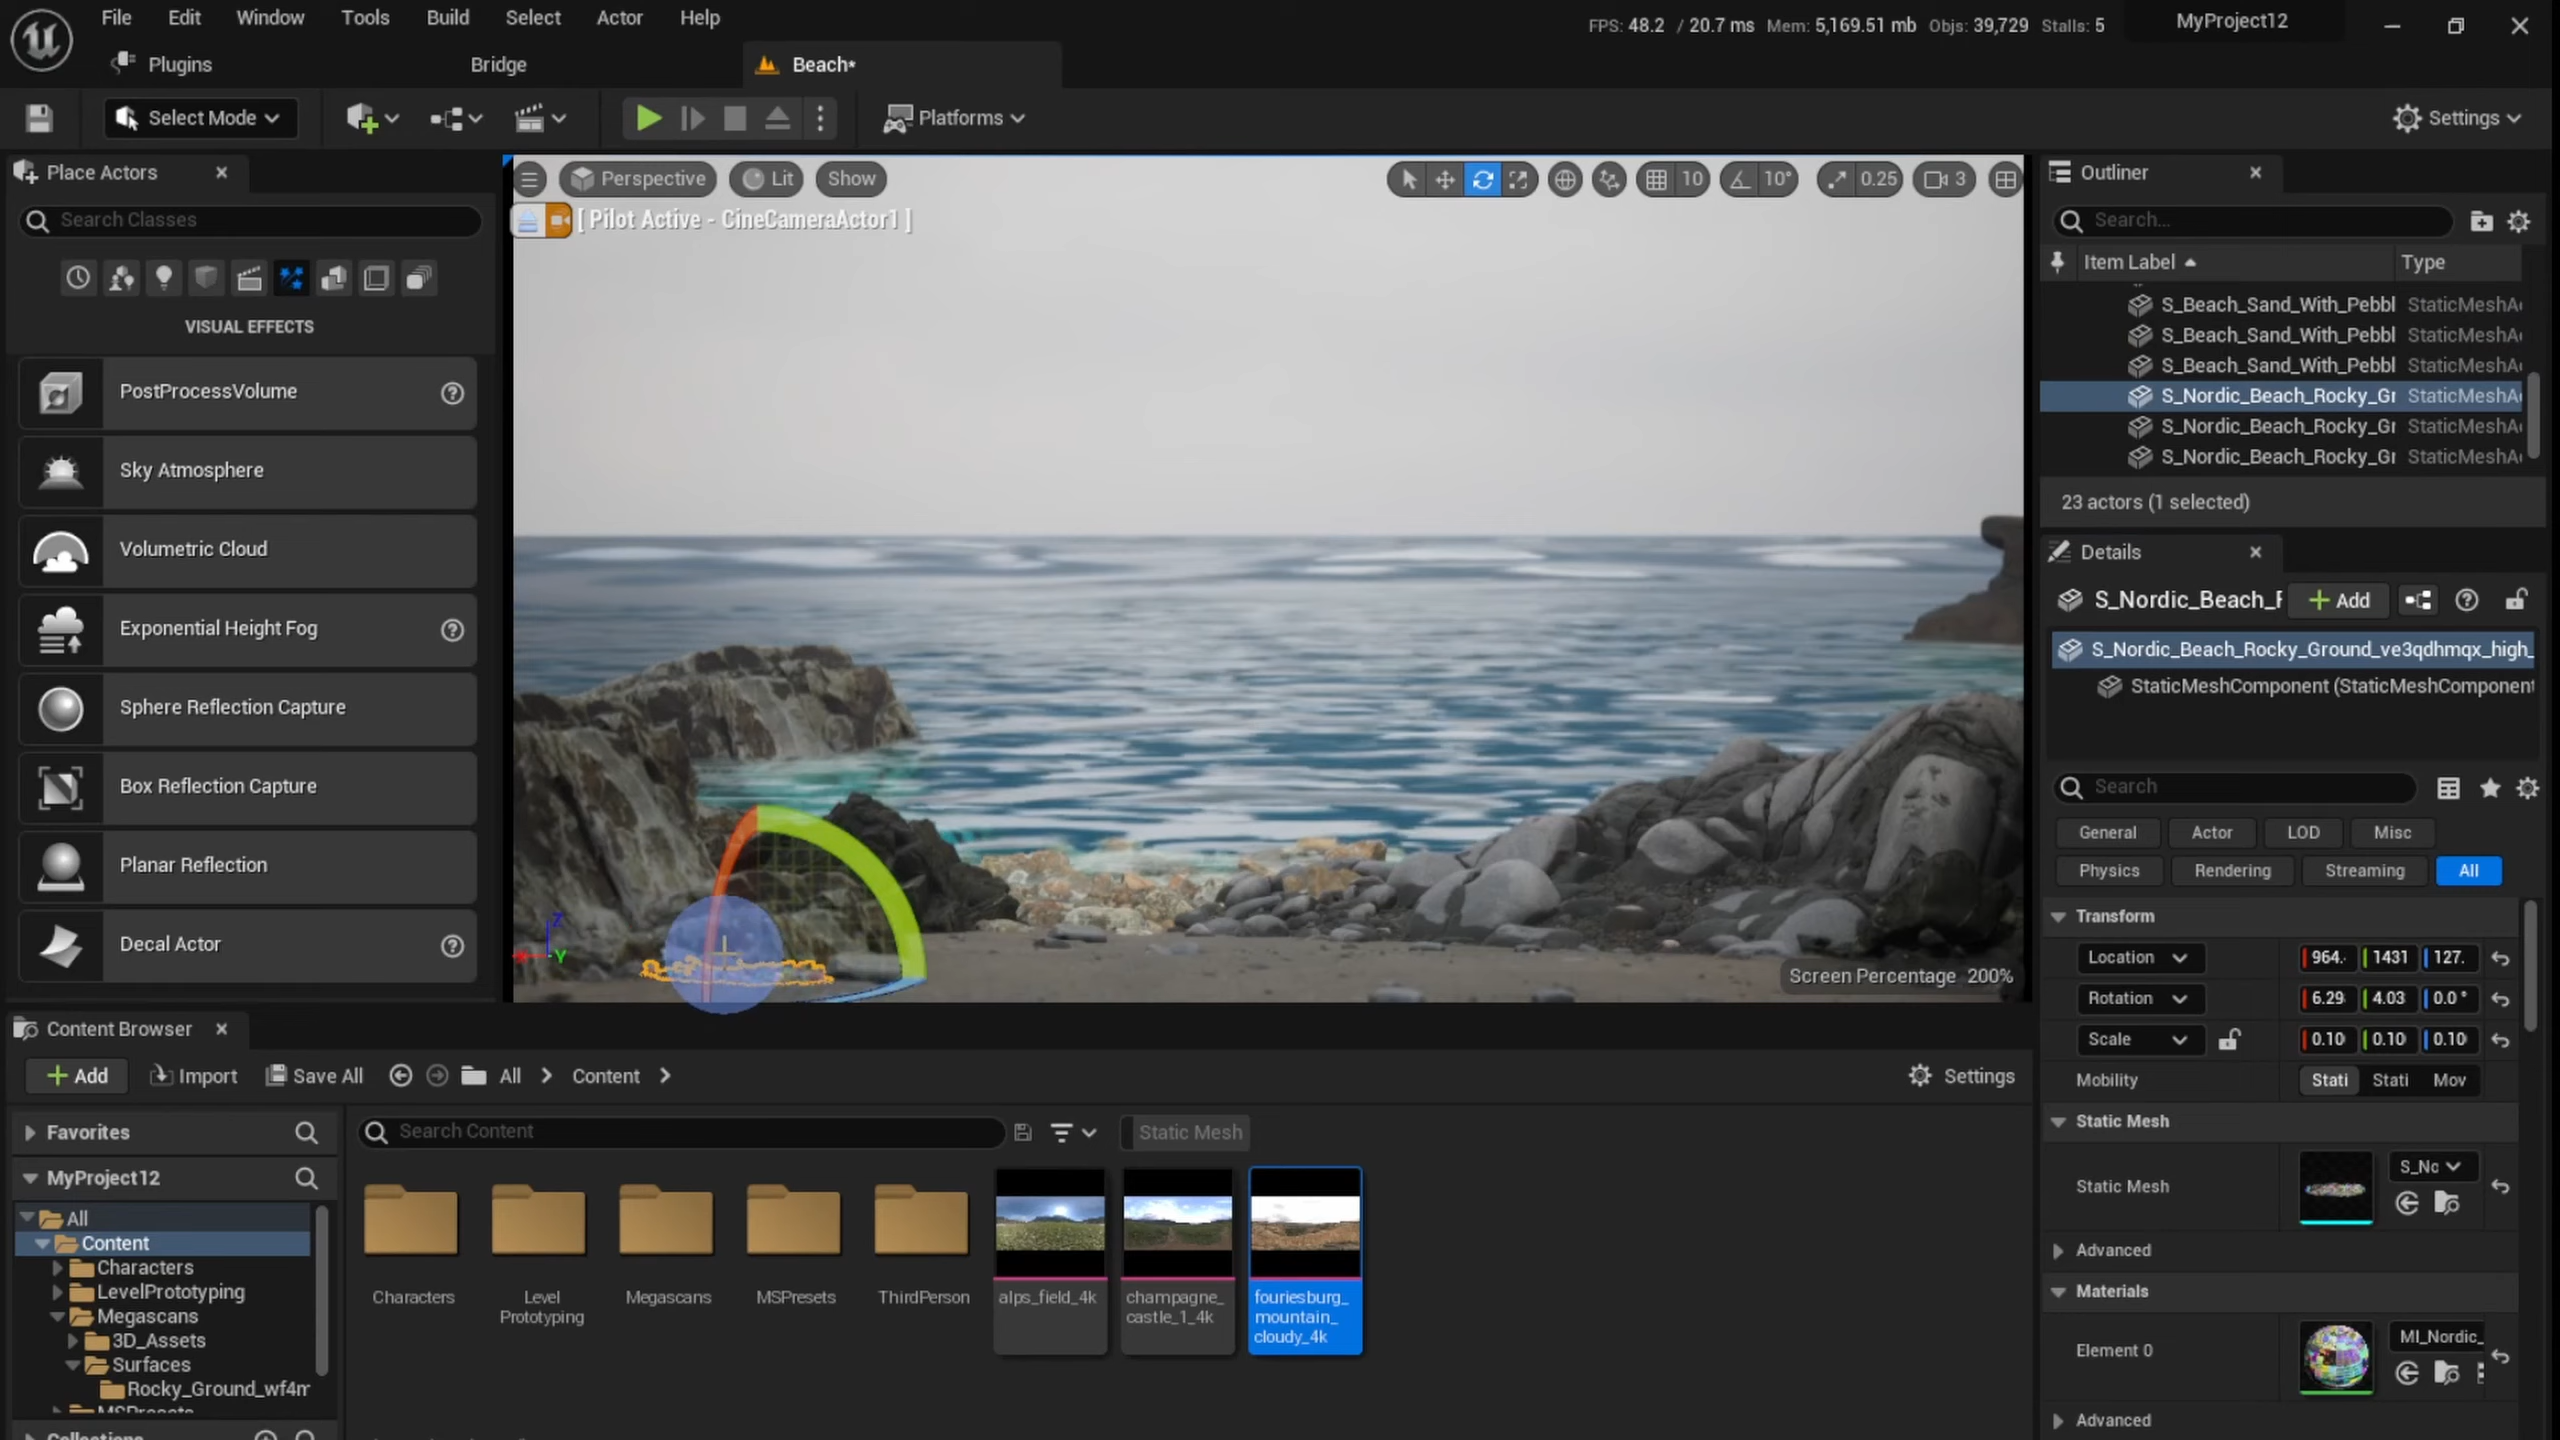 File Edit Window Tools Build Select Actor Help
FPS: 48.2 / 20.7 ms Mem: 5,169.51 mb Objs: 39,729 Stalls: 5
MyProject12
Plugins
Bridge
Beach*
Select Mode
Platforms
Settings
Place Actors
Search Classes
VISUAL EFFECTS
PostProcessVolume
Sky Atmosphere
Volumetric Cloud
Exponential Height Fog
Sphere Reflection Capture
Box Reflection Capture
Planar Reflection
Decal Actor
Perspective
Lit
Show
10
10°
0.25
3
[ Pilot Active - CineCameraActor1 ]
Z
Y
Screen Percentage 200%
Outliner
Search...
Item Label Type
S_Beach_Sand_With_Pebbl StaticMeshA
S_Beach_Sand_With_Pebbl StaticMeshA
S_Beach_Sand_With_Pebbl StaticMeshA
S_Nordic_Beach_Rocky_Gr StaticMeshA
S_Nordic_Beach_Rocky_Gr StaticMeshA
S_Nordic_Beach_Rocky_Gr StaticMeshA
23 actors (1 selected)
Details
S_Nordic_Beach_F
Add
S_Nordic_Beach_Rocky_Ground_ve3qdhmqx_high_
StaticMeshComponent (StaticMeshComponent
Search
General Actor LOD Misc
Physics Rendering Streaming All
Transform
Location 964. 1431 127.
Rotation 6.29 4.03 0.0 °
Scale 0.10 0.10 0.10
Mobility Stati Stati Mov
Static Mesh
Static Mesh
S_No
Advanced
Materials
Element 0
MI_Nordic_
Advanced
Content Browser
Add Import Save All All Content
Settings
Favorites
Search Content
Static Mesh
MyProject12
All
Content
Characters
LevelPrototyping
Megascans
3D_Assets
Surfaces
Rocky_Ground_wf4m
MSPresets
Collections
Characters
Level
Prototyping
Megascans
MSPresets
ThirdPerson
alps_field_4k
champagne_
castle_1_4k
fouriesburg_
mountain_
cloudy_4k